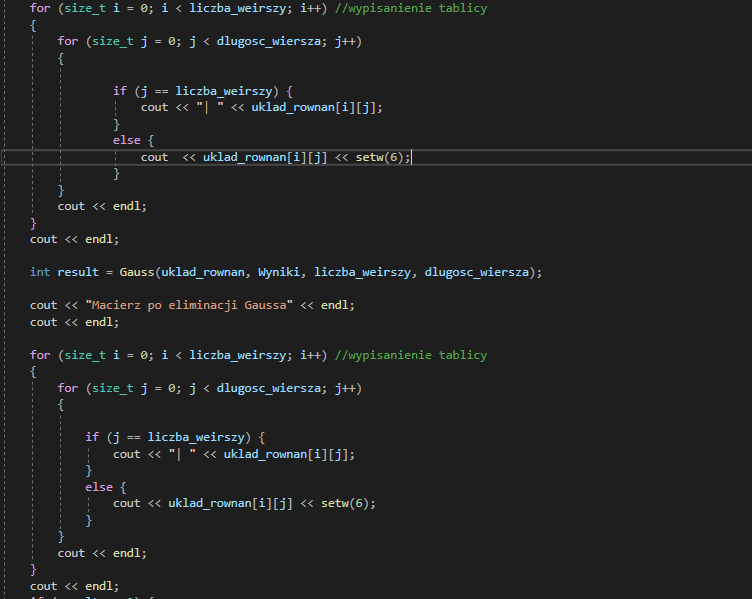 for (size_t i = 0; i < liczba_weirszy; i++) //wypisanienie tablicy
{
for (size_t j = 0; j < dlugosc_wiersza; j++)
{
if (j == liczba_weirszy) {
cout << "| " << uklad_rownan[i][j];
}
else {
cout  << uklad_rownan[i][j] << setw(6);
}
}
cout << endl;
}
cout << endl;
int result = Gauss(uklad_rownan, Wyniki, liczba_weirszy, dlugosc_wiersza);
cout << "Macierz po eliminacji Gaussa" << endl;
cout << endl;
for (size_t i = 0; i < liczba_weirszy; i++) //wypisanienie tablicy
{
for (size_t j = 0; j < dlugosc_wiersza; j++)
{
if (j == liczba_weirszy) {
cout << "| " << uklad_rownan[i][j];
}
else {
cout << uklad_rownan[i][j] << setw(6);
}
}
cout << endl;
}
cout << endl;